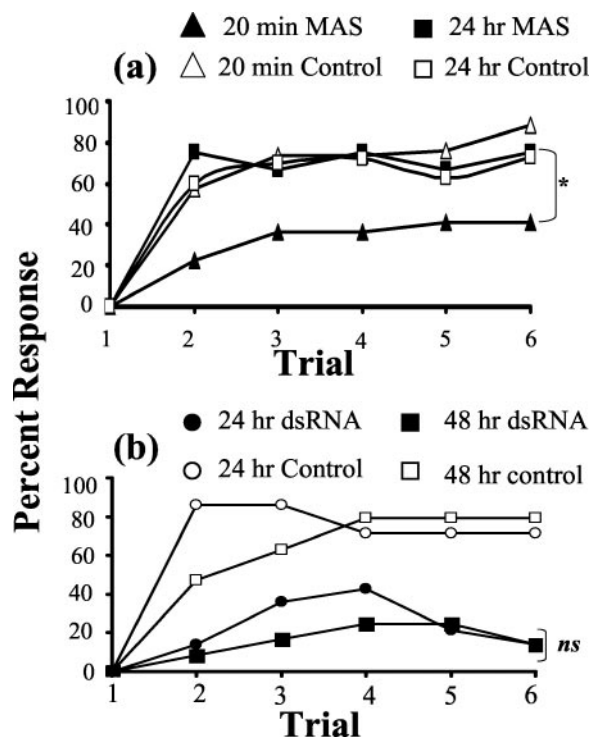 20 min MAS 24 hr MAS
20 min Control 24 hr Control
(a)
100
80
60
40
20
0
*
1 2 3 4 5 6
Trial
Percent Response
24 hr dsRNA 48 hr dsRNA
24 hr Control 48 hr control
(b)
100
80
60
40
20
0
ns
1 2 3 4 5 6
Trial